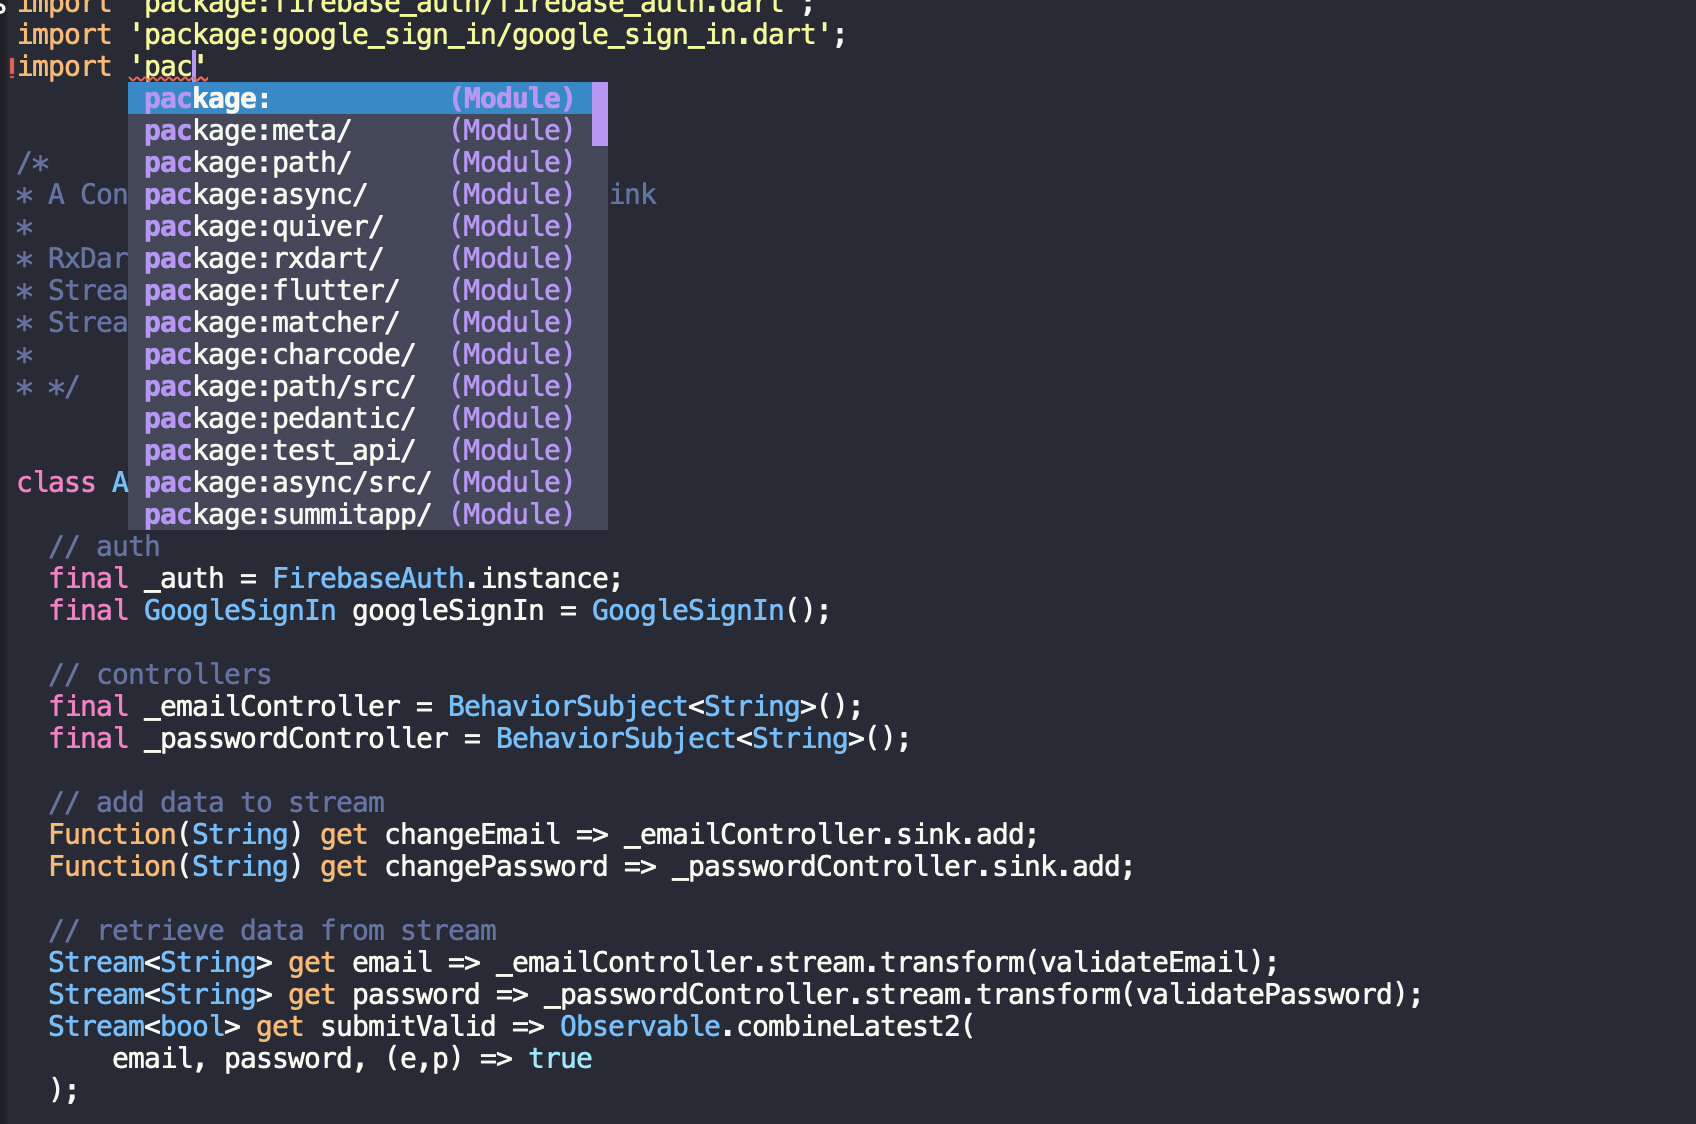 import 'package:firebase_auth/firebase_auth.dart';
import 'package:google_sign_in/google_sign_in.dart';
!import 'pac'
package: (Module)
package:meta/ (Module)
/* package:path/ (Module)
* A Con package:async/ (Module) ink
* package:quiver/ (Module)
* RxDar package:rxdart/ (Module)
* Strea package:flutter/ (Module)
* Strea package:matcher/ (Module)
* package:charcode/ (Module)
* */ package:path/src/ (Module)
package:pedantic/ (Module)
package:test_api/ (Module)
class A package:async/src/ (Module)
package:summitapp/ (Module)
// auth
final _auth = FirebaseAuth.instance;
final GoogleSignIn googleSignIn = GoogleSignIn();
// controllers
final _emailController = BehaviorSubject<String>();
final _passwordController = BehaviorSubject<String>();
// add data to stream
Function(String) get changeEmail => _emailController.sink.add;
Function(String) get changePassword => _passwordController.sink.add;
// retrieve data from stream
Stream<String> get email => _emailController.stream.transform(validateEmail);
Stream<String> get password => _passwordController.stream.transform(validatePassword);
Stream<bool> get submitValid => Observable.combineLatest2(
email, password, (e,p) => true
);